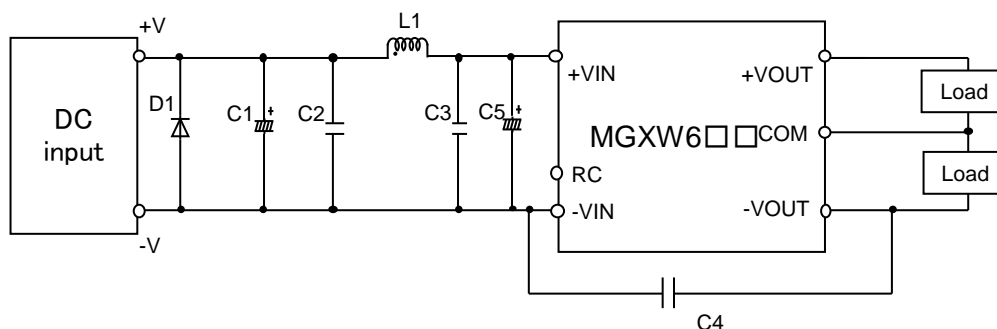 +V
DC
input
-V
D1
C1
+
C2
L1
C3
C5
+
+VIN
RC
-VIN
MGXW6□□
+VOUT
COM
-VOUT
Load
Load
C4